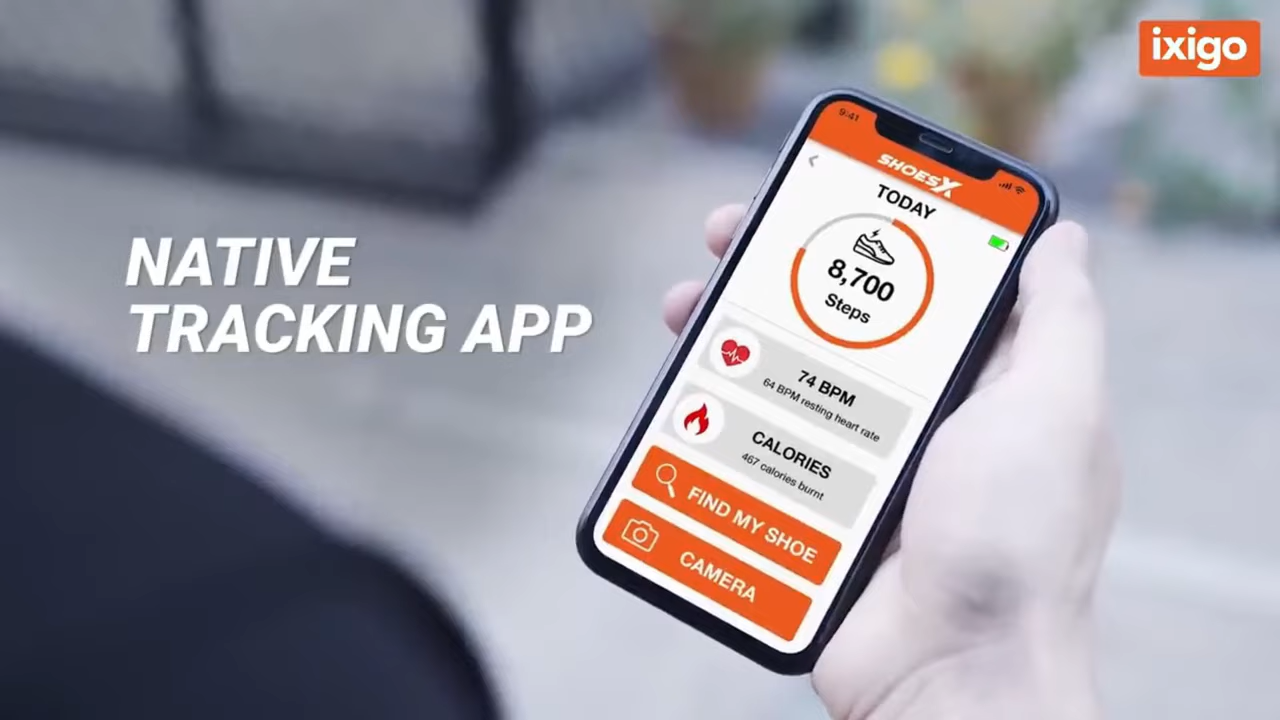 ixigo
NATIVE
TRACKING APP
9:41
SHOESX
TODAY
8,700
Steps
74 BPM
64 BPM resting heart rate
CALORIES
467 calories burnt
FIND MY SHOE
CAMERA